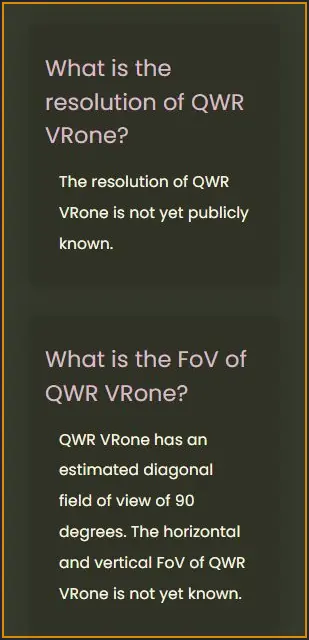 What is the
resolution of QWR
VRone?
The resolution of QWR
VRone is not yet publicly
known.
What is the FoV of
QWR VRone?
QWR VRone has an
estimated diagonal
field of view of 90
degrees. The horizontal
and vertical FoV of QWR
VRone is not yet known.